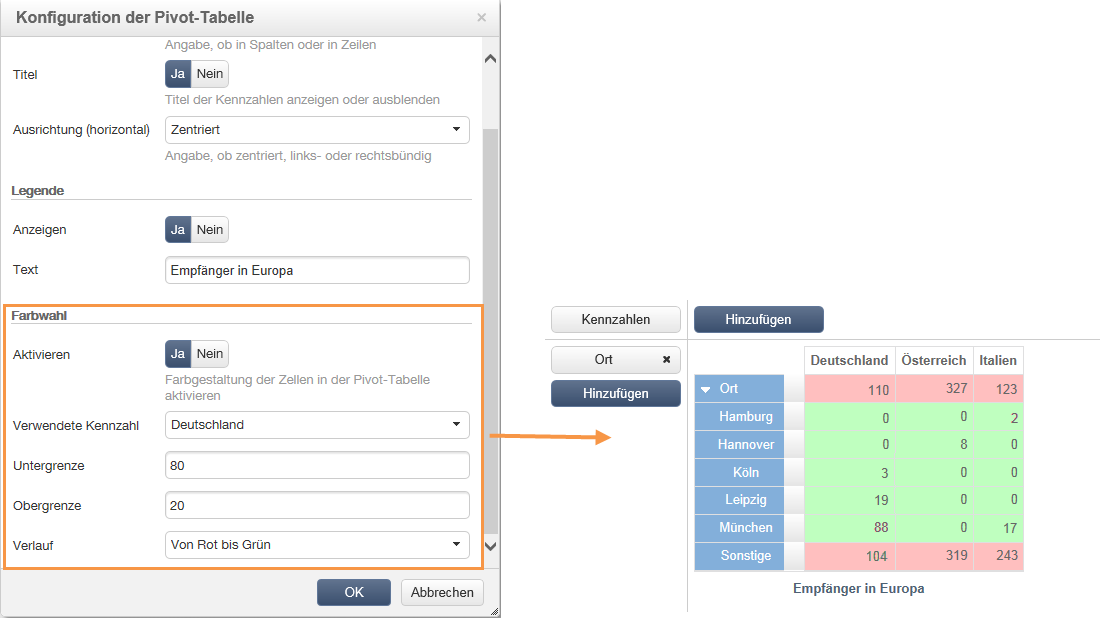 Konfiguration der Pivot-Tabelle ×
Angabe, ob in Spalten oder in Zeilen
Titel Ja Nein
Titel der Kennzahlen anzeigen oder ausblenden
Ausrichtung (horizontal) Zentriert
Angabe, ob zentriert, links- oder rechtsbündig
Legende
Anzeigen Ja Nein
Text Empfänger in Europa
Farbwahl
Aktivieren Ja Nein
Farbgestaltung der Zellen in der Pivot-Tabelle
aktivieren
Verwendete Kennzahl Deutschland
Untergrenze 80
Obergrenze 20
Verlauf Von Rot bis Grün
OK Abbrechen
Kennzahlen Hinzufügen
Ort ×
Hinzufügen
Deutschland Österreich Italien
Ort 110 327 123
Hamburg 0 0 2
Hannover 0 8 0
Köln 3 0 0
Leipzig 19 0 0
München 88 0 17
Sonstige 104 319 243
Empfänger in Europa